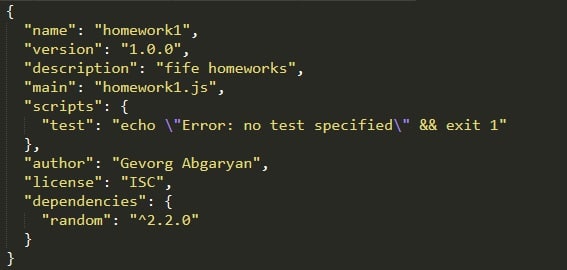 {
  "name": "homework1",
  "version": "1.0.0",
  "description": "fife homeworks",
  "main": "homework1.js",
  "scripts": {
    "test": "echo \"Error: no test specified\" && exit 1"
  },
  "author": "Gevorg Abgaryan",
  "license": "ISC",
  "dependencies": {
    "random": "^2.2.0"
  }
}